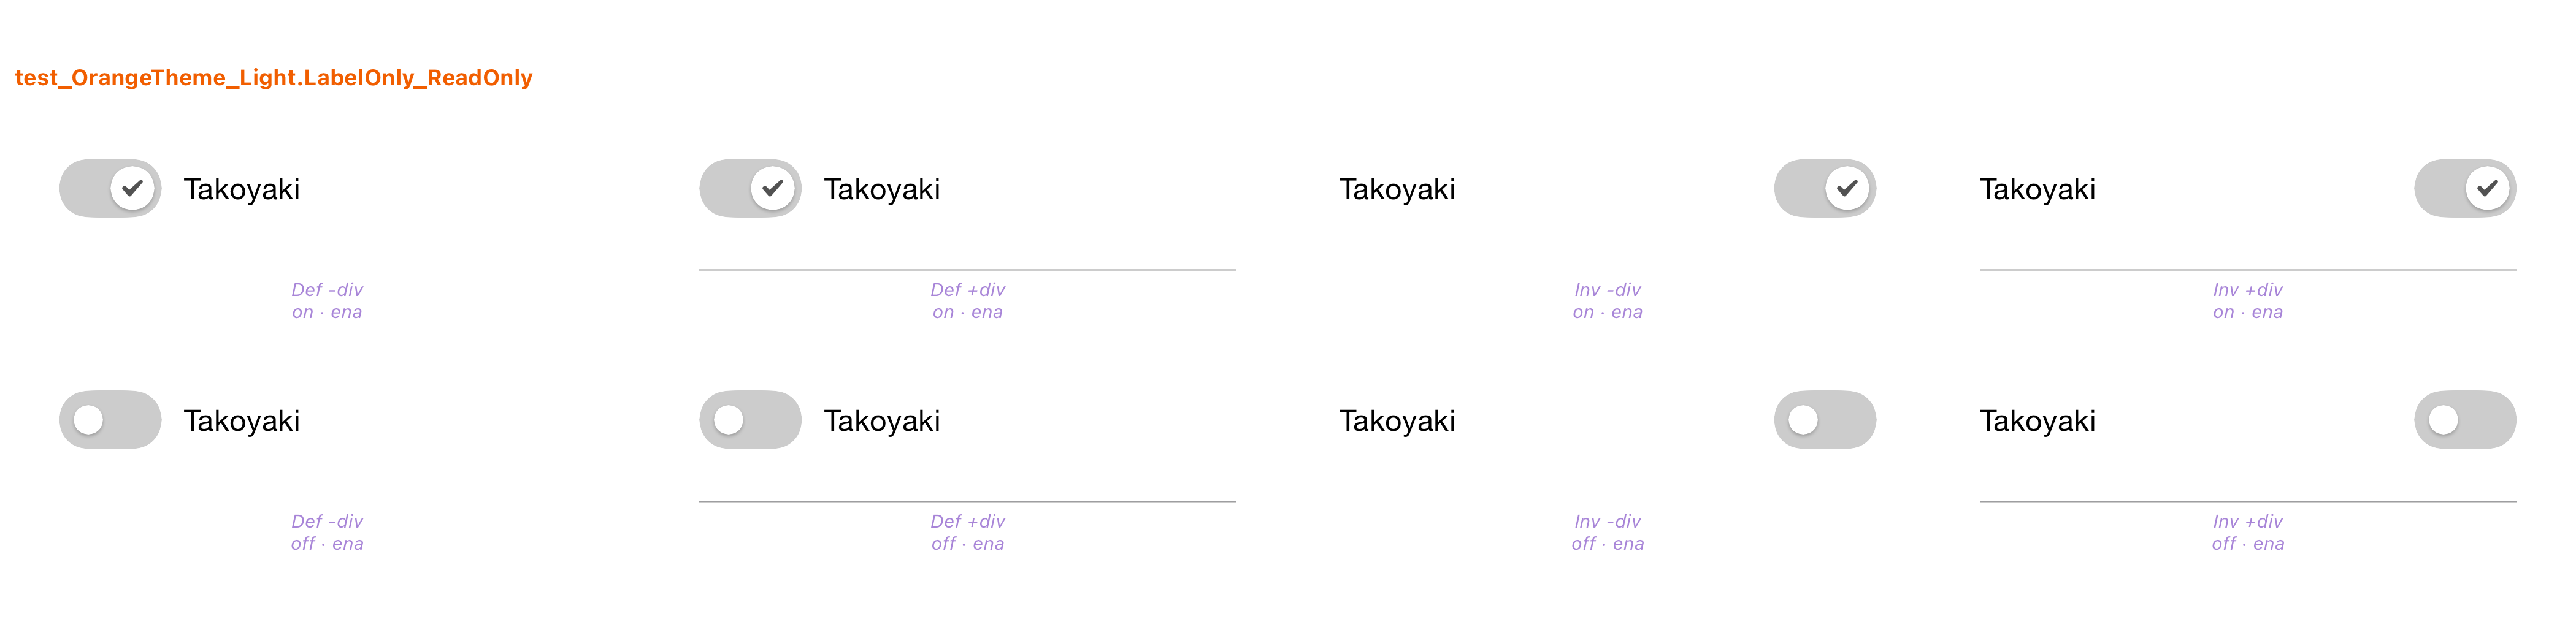 test_OrangeTheme_Light.LabelOnly_ReadOnly
Takoyaki
Takoyaki
Takoyaki
Takoyaki
Def -div
on · ena
Def +div
on · ena
Inv -div
on · ena
Inv +div
on · ena
Takoyaki
Takoyaki
Takoyaki
Takoyaki
Def -div
off · ena
Def +div
off · ena
Inv -div
off · ena
Inv +div
off · ena